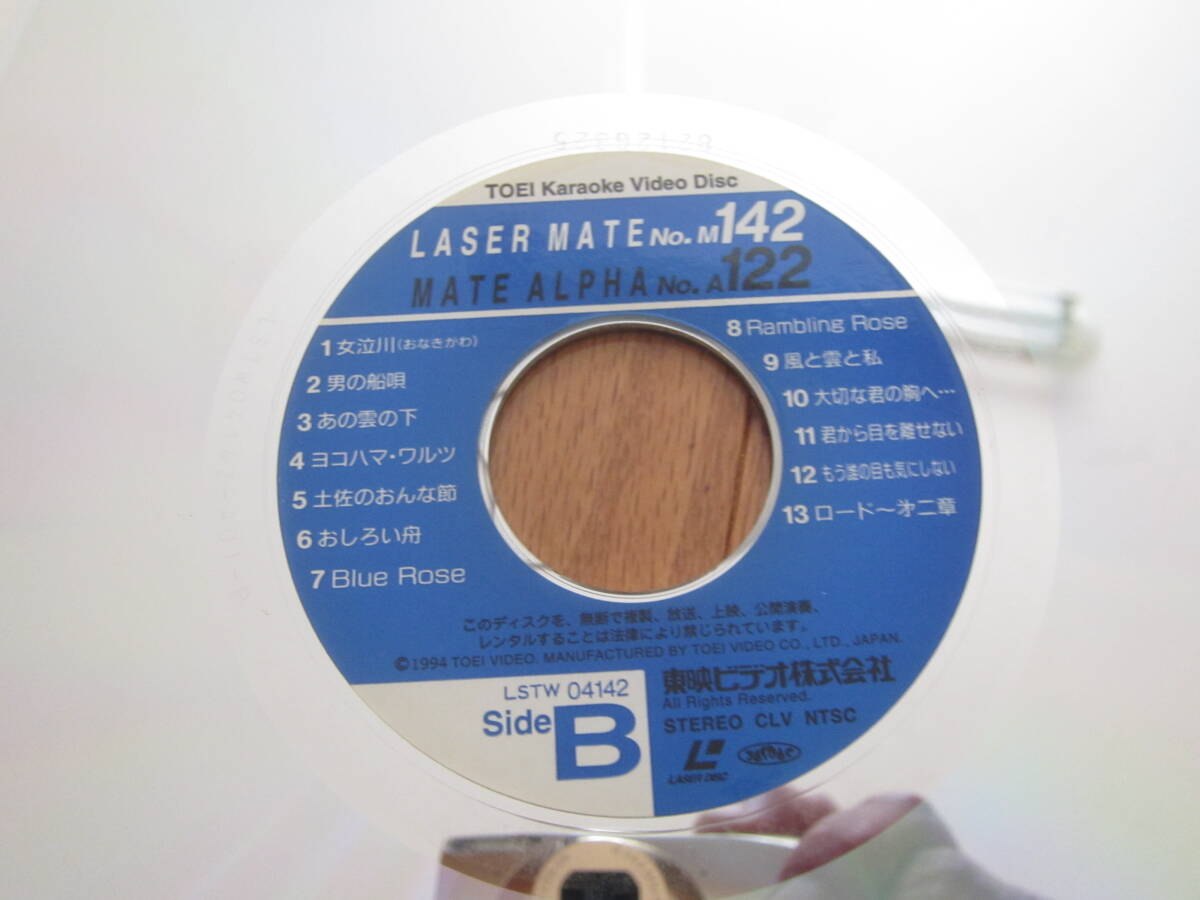 TOEI Karaoke Video Disc
LASER MATE No. M142
MATE ALPHA No. A122
1 女泣川(おなきがわ)
2 男の船唄
3 あの雲の下
4 ヨコハマ・ワルツ
5 土佐のおんな節
6 おしろい舟
7 Blue Rose
8 Rambling Rose
9 風と雲と私
10 大切な君の胸へ…
11 君から目を離せない
12 もう誰の目も気にしない
13 ロード〜㐧二章
このディスクを、無断で複製、放送、上映、公開演奏、
レンタルすることは法律により禁じられています。
©1994 TOEI VIDEO. MANUFACTURED BY TOEI VIDEO CO., LTD., JAPAN.
LSTW 04142
Side B
東映ビデオ株式会社
All Rights Reserved.
STEREO CLV NTSC
LASER DISC